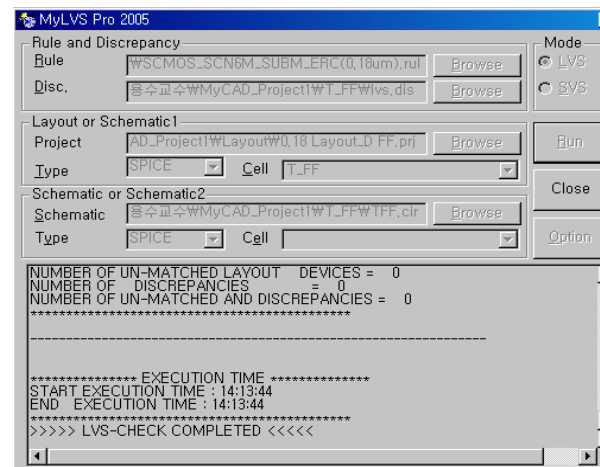 MyLVS Pro 2005
Rule and Discrepancy
Rule ₩SCMOS_SCN6M_SUBM_ERC(0,18um),rul Browse
Disc, 용수교수₩MyCAD_Project1₩T_FF₩lvs,dis Browse
Mode
LVS
SVS
Layout or Schematic1
Project AD_Project1₩Layout₩0,18 Layout_D FF,prj Browse
Type SPICE Cell T_FF
Run
Close
Option
Schematic or Schematic2
Schematic 용수교수₩MyCAD_Project1₩T_FF₩TFF,cir Browse
Type SPICE Cell
NUMBER OF UN-MATCHED LAYOUT DEVICES = 0
NUMBER OF DISCREPANCIES = 0
NUMBER OF UN-MATCHED AND DISCREPANCIES = 0
*******************************************
----------------------------------------------------------------------
************** EXECUTION TIME *************
START EXECUTION TIME : 14:13:44
END EXECUTION TIME : 14:13:44
*******************************************
>>>>> LVS-CHECK COMPLETED <<<<<